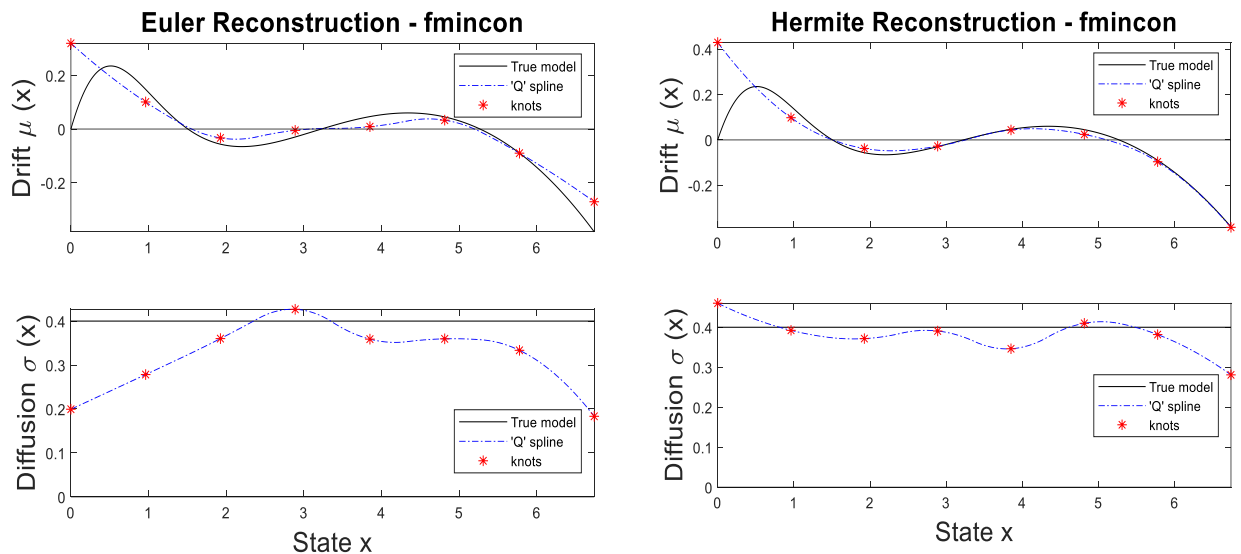 Euler Reconstruction - fmincon
Drift μ (x)
0.2
0
-0.2
True model
'Q' spline
knots
0 1 2 3 4 5 6
Diffusion σ (x)
0.4
0.3
0.2
0.1
0
True model
'Q' spline
knots
0 1 2 3 4 5 6
State x
Hermite Reconstruction - fmincon
Drift μ (x)
0.4
0.2
0
-0.2
True model
'Q' spline
knots
0 1 2 3 4 5 6
Diffusion σ (x)
0.4
0.3
0.2
0.1
0
True model
'Q' spline
knots
0 1 2 3 4 5 6
State x